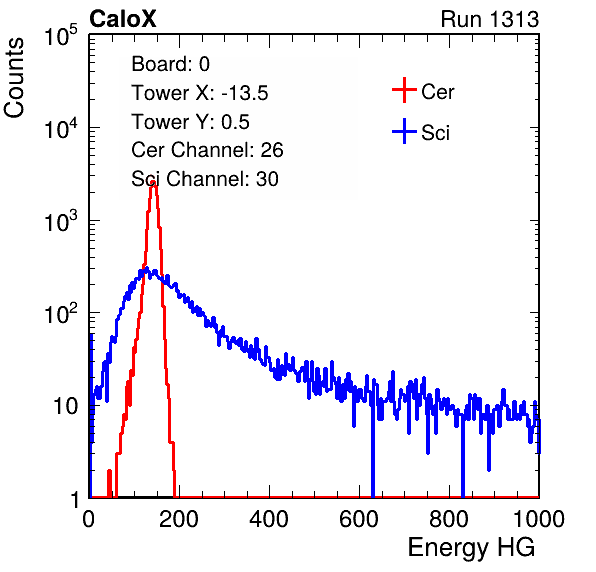 CaloX Run 1313
Counts
Board: 0
Tower X: -13.5
Tower Y: 0.5
Cer Channel: 26
Sci Channel: 30
Cer
Sci
10^5
10^4
10^3
10^2
10
1
0 200 400 600 800 1000
Energy HG